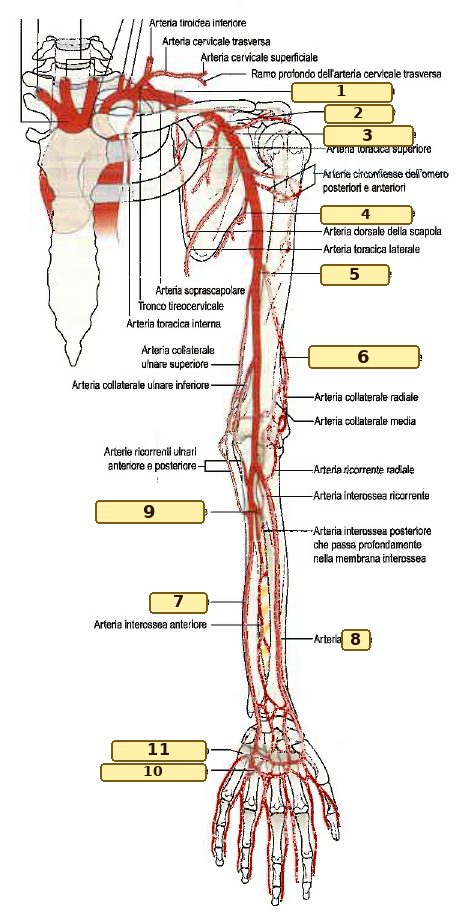 Arteria tiroidea inferiore
Arteria cervicale trasversa
Arteria cervicale superficiale
Ramo profondo dell'arteria cervicale trasversa
1
2
3
Arteria toracica superiore
Arterie circonflesse dell'omero
posteriori e anteriori
4
Arteria dorsale della scapola
Arteria toracica laterale
5
Arteria soprascapolare
Tronco tireocervicale
Arteria toracica interna
Arteria collaterale
ulnare superiore
6
Arteria collaterale ulnare inferiore
Arteria collaterale radiale
Arteria collaterale media
Arterie ricorrenti ulnari
anteriore e posteriore
Arteria ricorrente radiale
Arteria interossea ricorrente
9
Arteria interossea posteriore
che passa profondamente
nella membrana interossea
7
Arteria interossea anteriore
Arteria 8
11
10